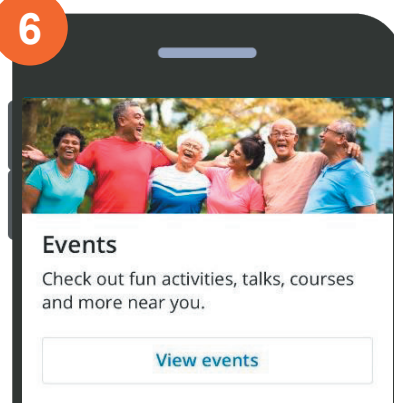 6
Events
Check out fun activities, talks, courses
and more near you.
View events